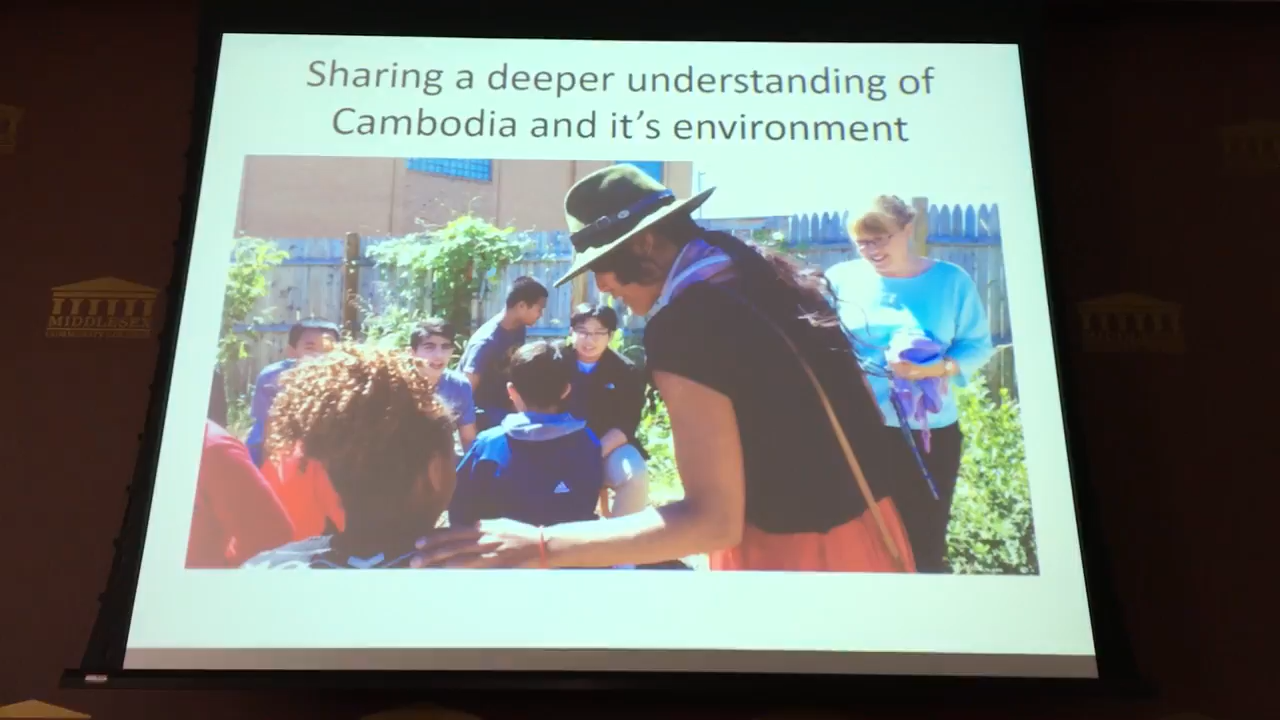 Sharing a deeper understanding of
Cambodia and it's environment
MIDDLESEX